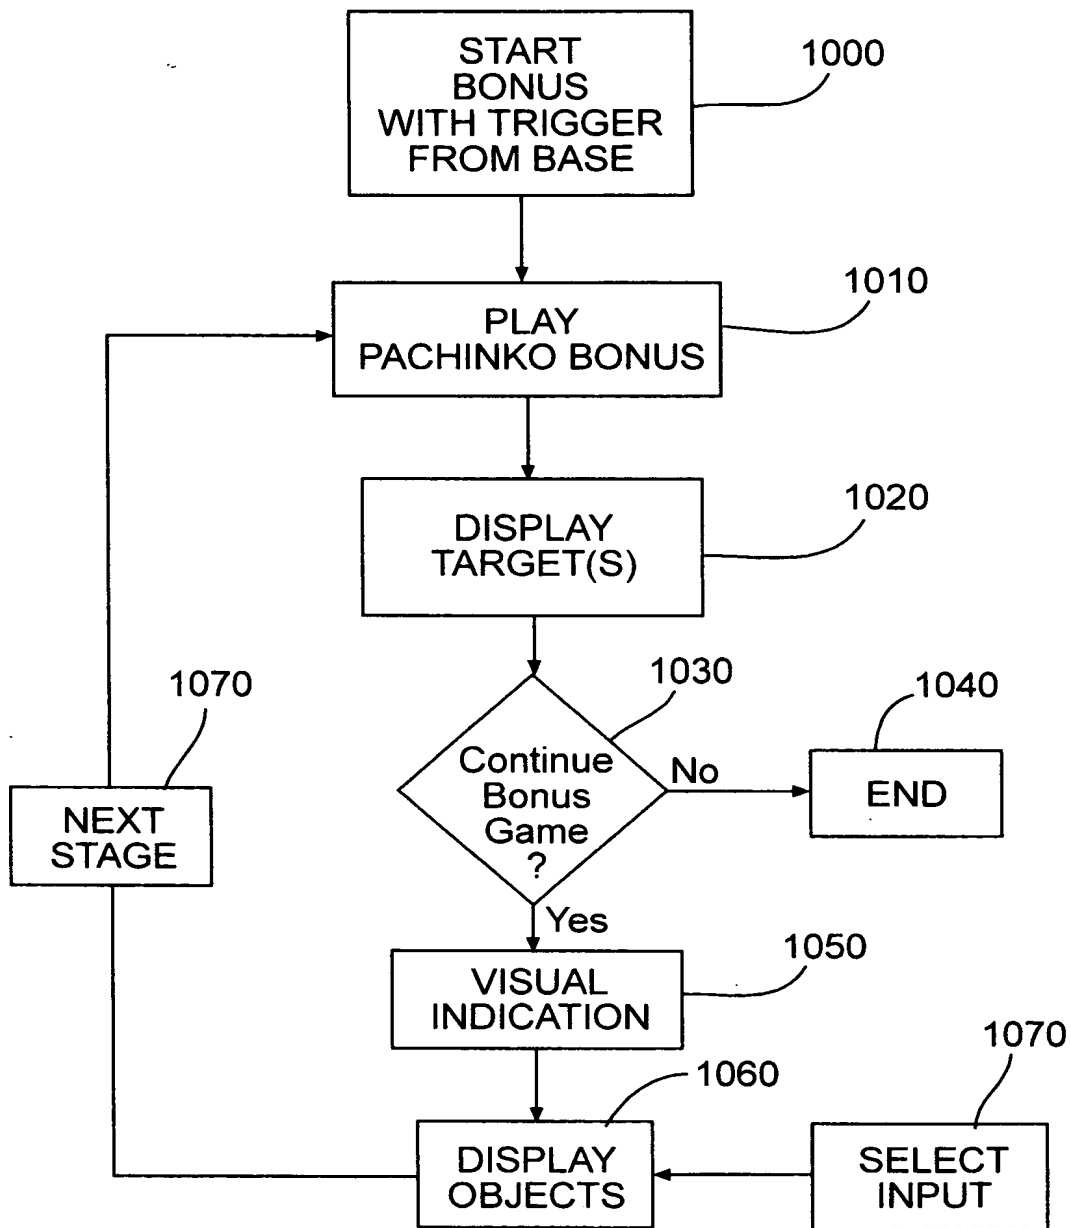 START
BONUS
WITH TRIGGER
FROM BASE
1000
1010
PLAY
PACHINKO BONUS
1020
DISPLAY
TARGET(S)
1030
Continue
Bonus
Game
?
No
1040
END
1070
NEXT
STAGE
Yes
1050
VISUAL
INDICATION
1060
DISPLAY
OBJECTS
1070
SELECT
INPUT